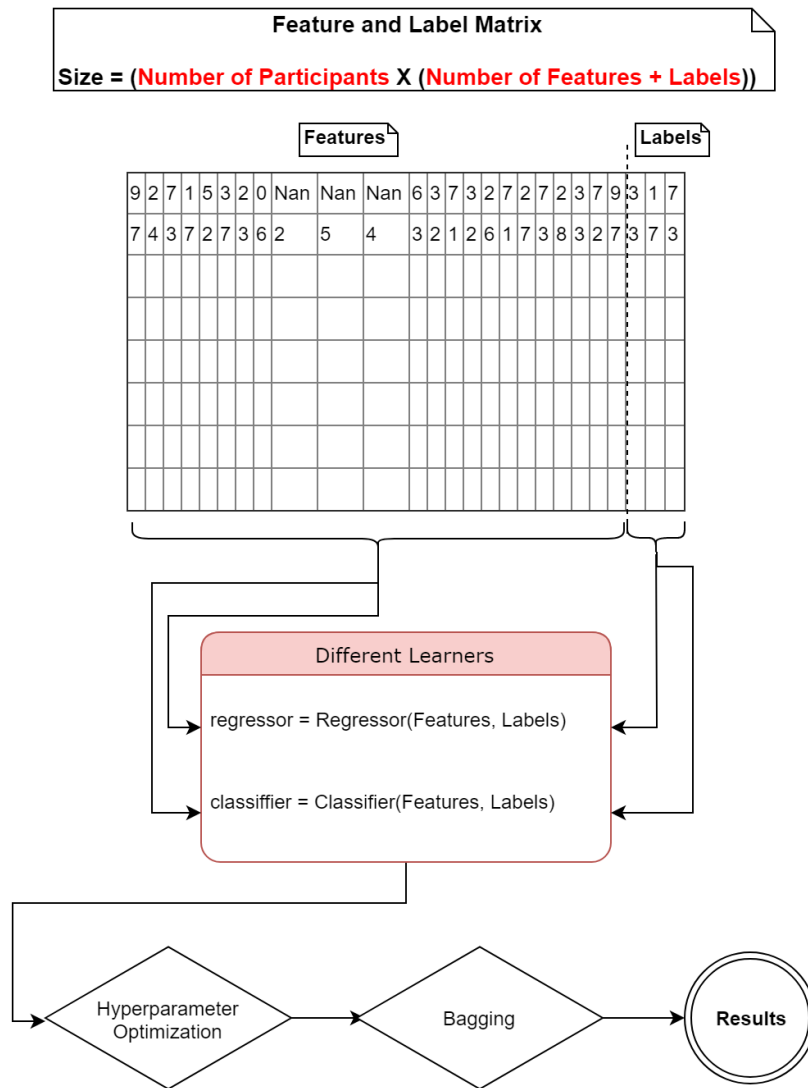 Feature and Label Matrix
Size = (Number of Participants X (Number of Features + Labels))
Features
Labels
9 2 7 1 5 3 2 0 Nan Nan Nan 6 3 7 3 2 7 2 7 2 3 7 9 3 1 7
7 4 3 7 2 7 3 6 2 5 4 3 2 1 2 6 1 7 3 8 3 2 7 3 7 3
Different Learners
regressor = Regressor(Features, Labels)
classiffier = Classifier(Features, Labels)
Hyperparameter
Optimization
Bagging
Results